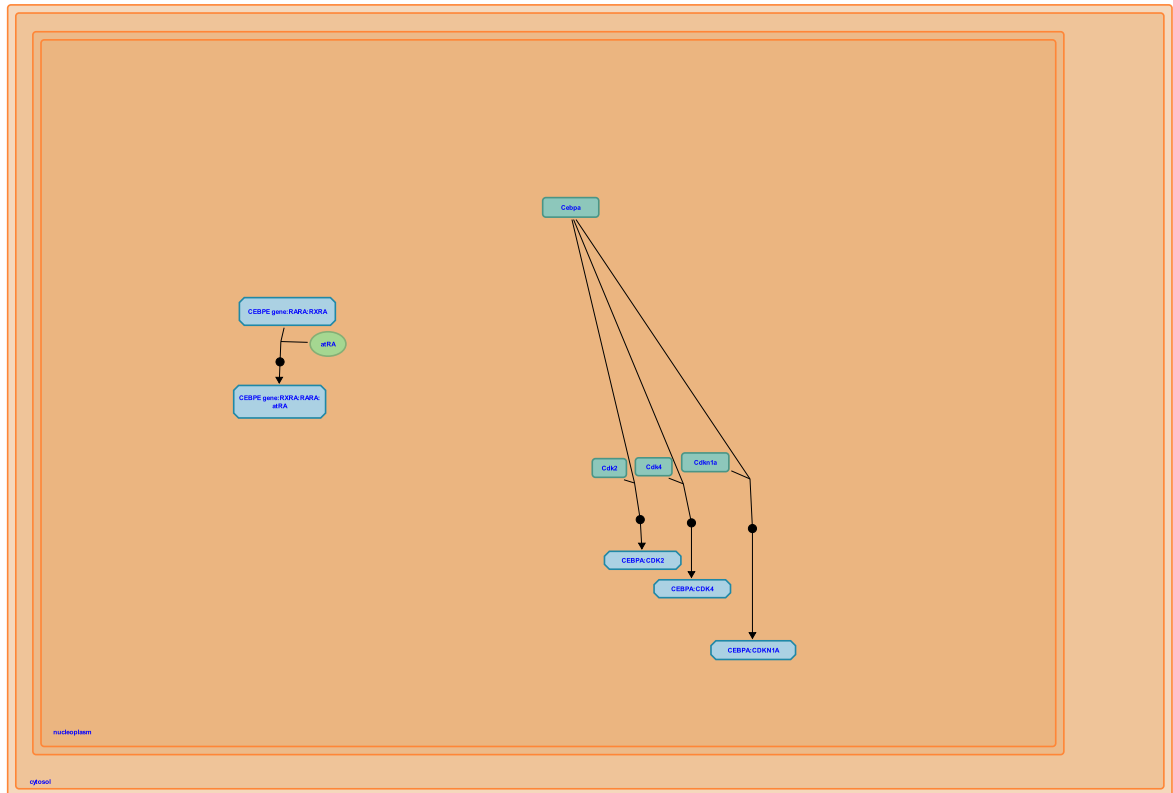 Cebpa
CEBPE gene:RARA:RXRA
atRA
CEBPE gene:RXRA:RARA:
atRA
Cdk2
Cdk4
Cdkn1a
CEBPA:CDK2
CEBPA:CDK4
CEBPA:CDKN1A
nucleoplasm
cytosol